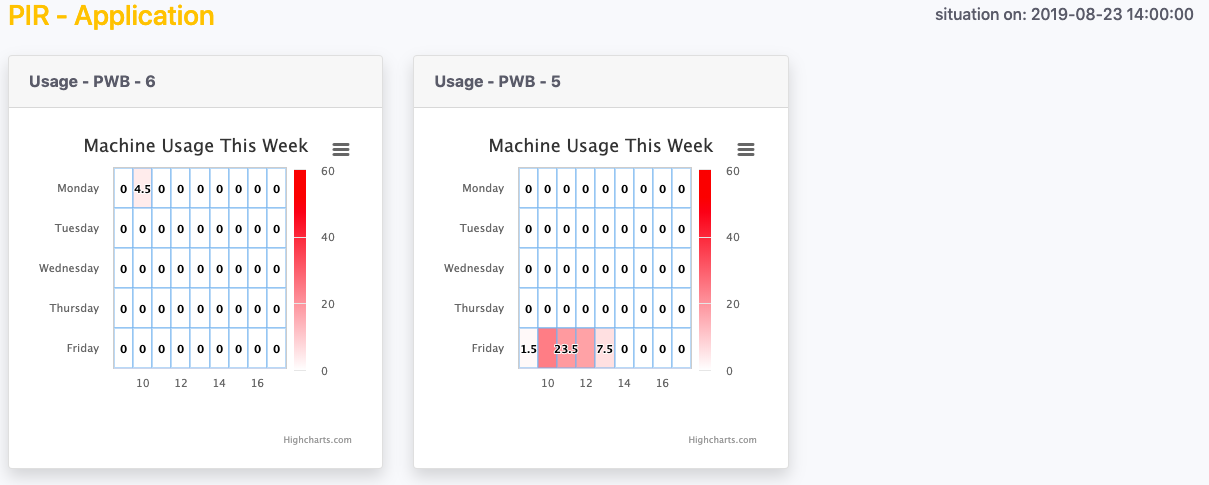 PIR - Application
situation on: 2019-08-23 14:00:00
Usage - PWB - 6
Machine Usage This Week
Monday 0 4.5 0 0 0 0 0 0 0
Tuesday 0 0 0 0 0 0 0 0 0
Wednesday 0 0 0 0 0 0 0 0 0
Thursday 0 0 0 0 0 0 0 0 0
Friday 0 0 0 0 0 0 0 0 0
10 12 14 16
60
40
20
0
Highcharts.com
Usage - PWB - 5
Machine Usage This Week
Monday 0 0 0 0 0 0 0 0 0
Tuesday 0 0 0 0 0 0 0 0 0
Wednesday 0 0 0 0 0 0 0 0 0
Thursday 0 0 0 0 0 0 0 0 0
Friday 1.5 23.5 7.5 0 0 0 0
10 12 14 16
60
40
20
0
Highcharts.com